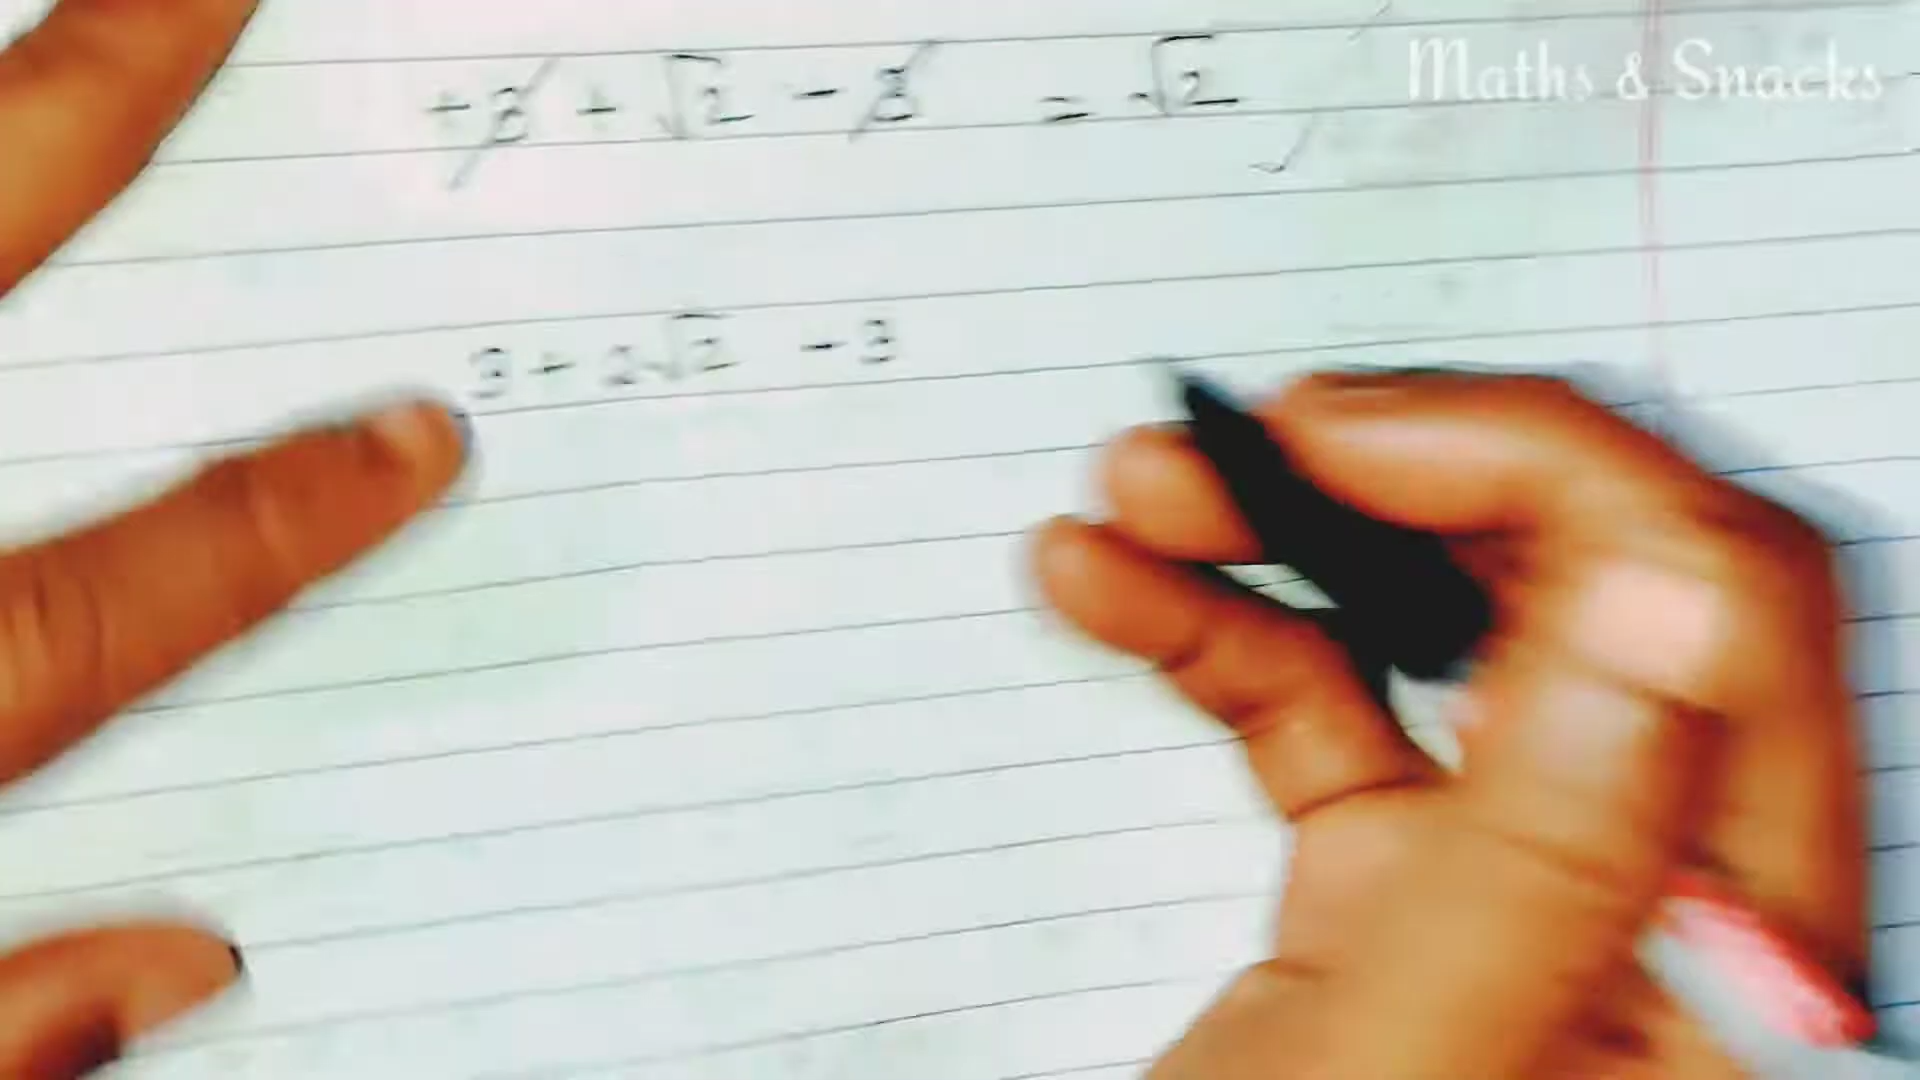 +3 + √2 - 3 = √2
Maths & Snacks
3 + 2√2 - 3